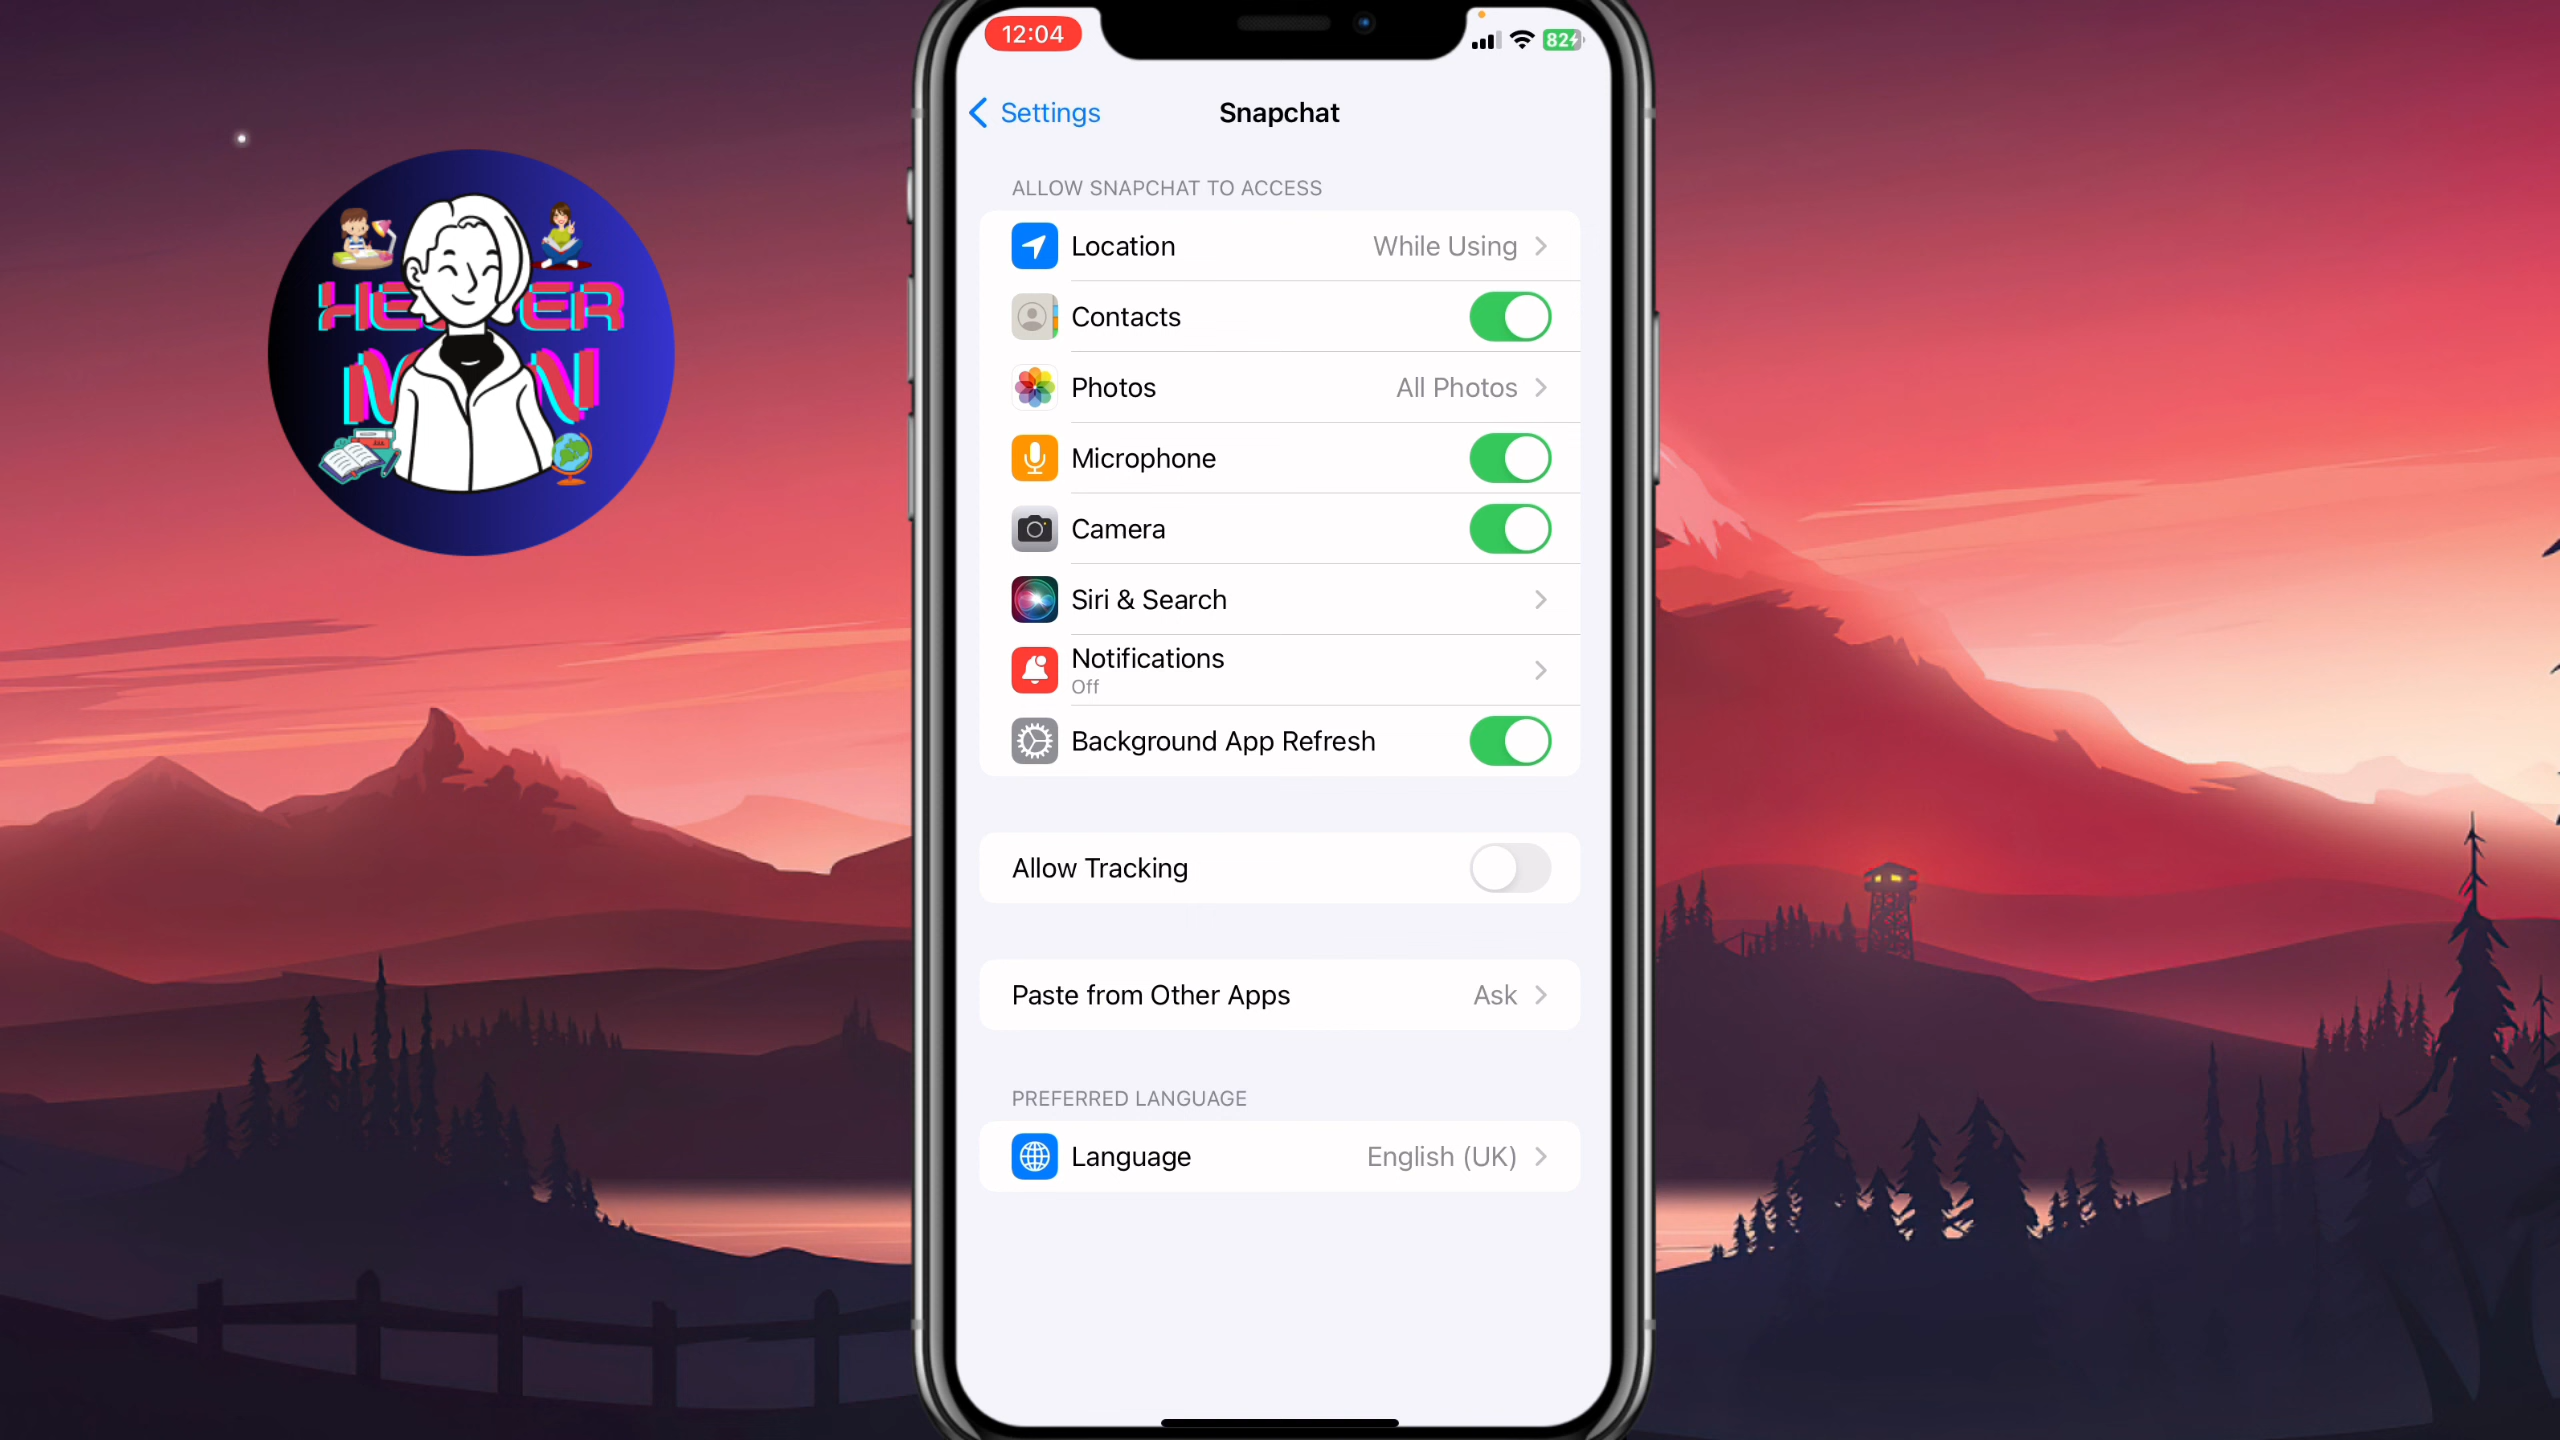 12:04
82
Settings
Snapchat
ALLOW SNAPCHAT TO ACCESS
Location
While Using
Contacts
Photos
All Photos
Microphone
Camera
Siri & Search
Notifications
Off
Background App Refresh
Allow Tracking
Paste from Other Apps
Ask
PREFERRED LANGUAGE
Language
English (UK)